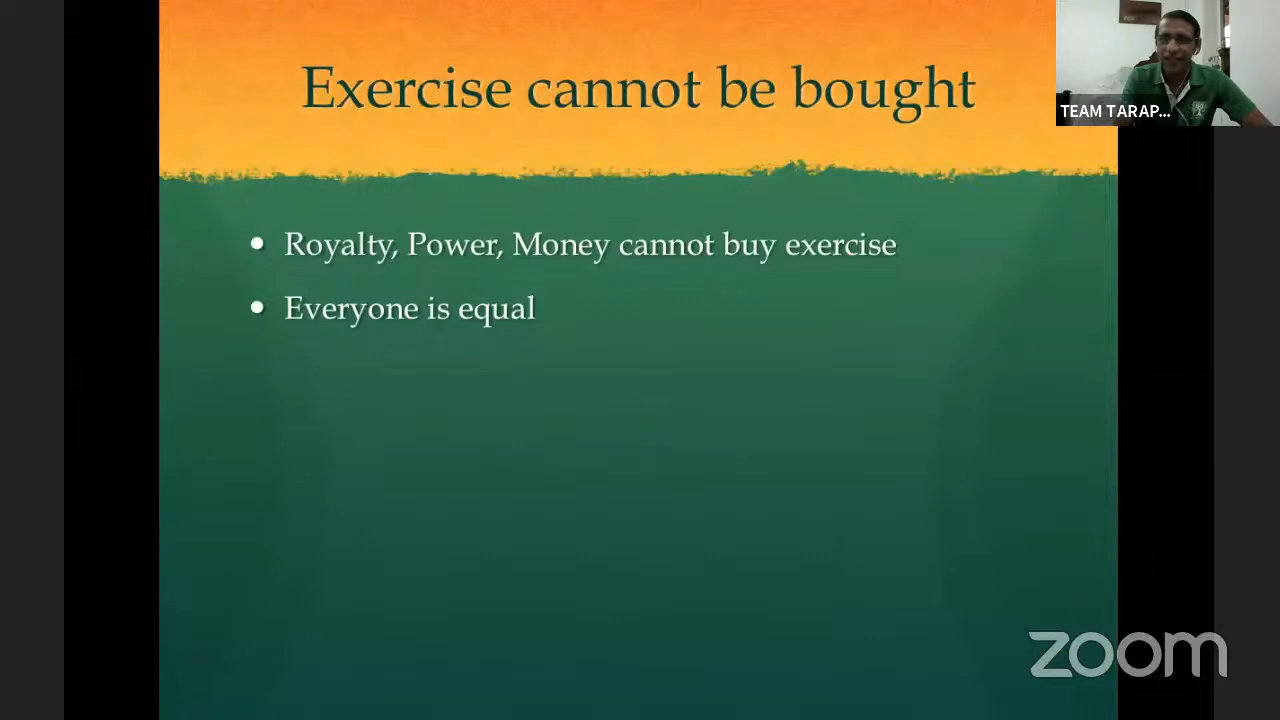 Exercise cannot be bought
TEAM TARAP...
• Royalty, Power, Money cannot buy exercise
• Everyone is equal
zoom